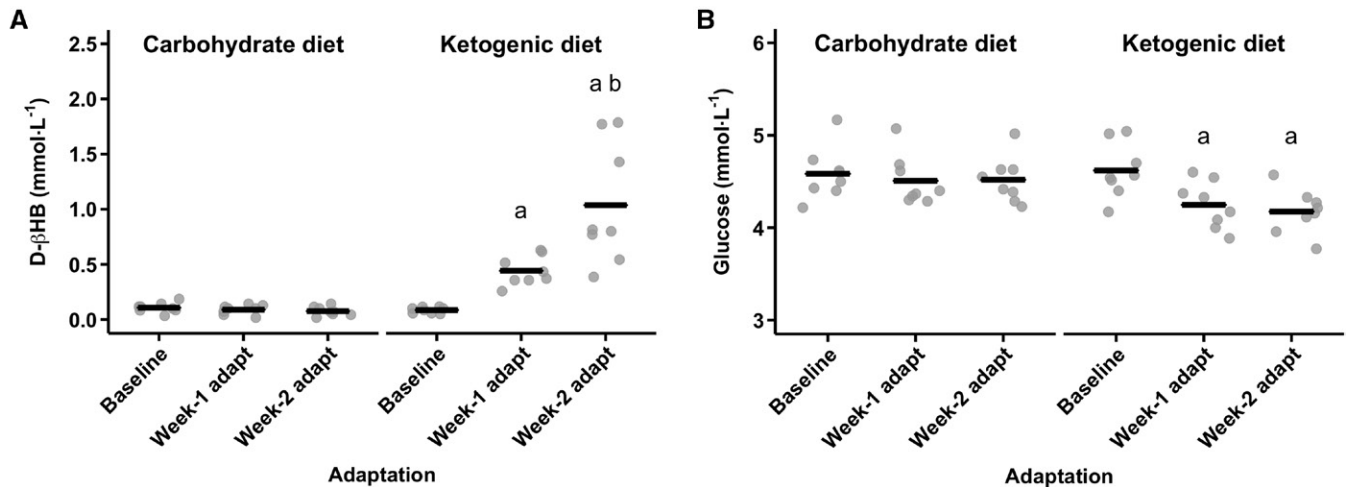 A
Carbohydrate diet
Ketogenic diet
2.5
2.0
1.5
1.0
0.5
0.0
D-βHB (mmol·L⁻¹)
a
a b
Baseline
Week-1 adapt
Week-2 adapt
Baseline
Week-1 adapt
Week-2 adapt
Adaptation
B
Carbohydrate diet
Ketogenic diet
6
5
4
3
Glucose (mmol·L⁻¹)
a
a
Baseline
Week-1 adapt
Week-2 adapt
Baseline
Week-1 adapt
Week-2 adapt
Adaptation